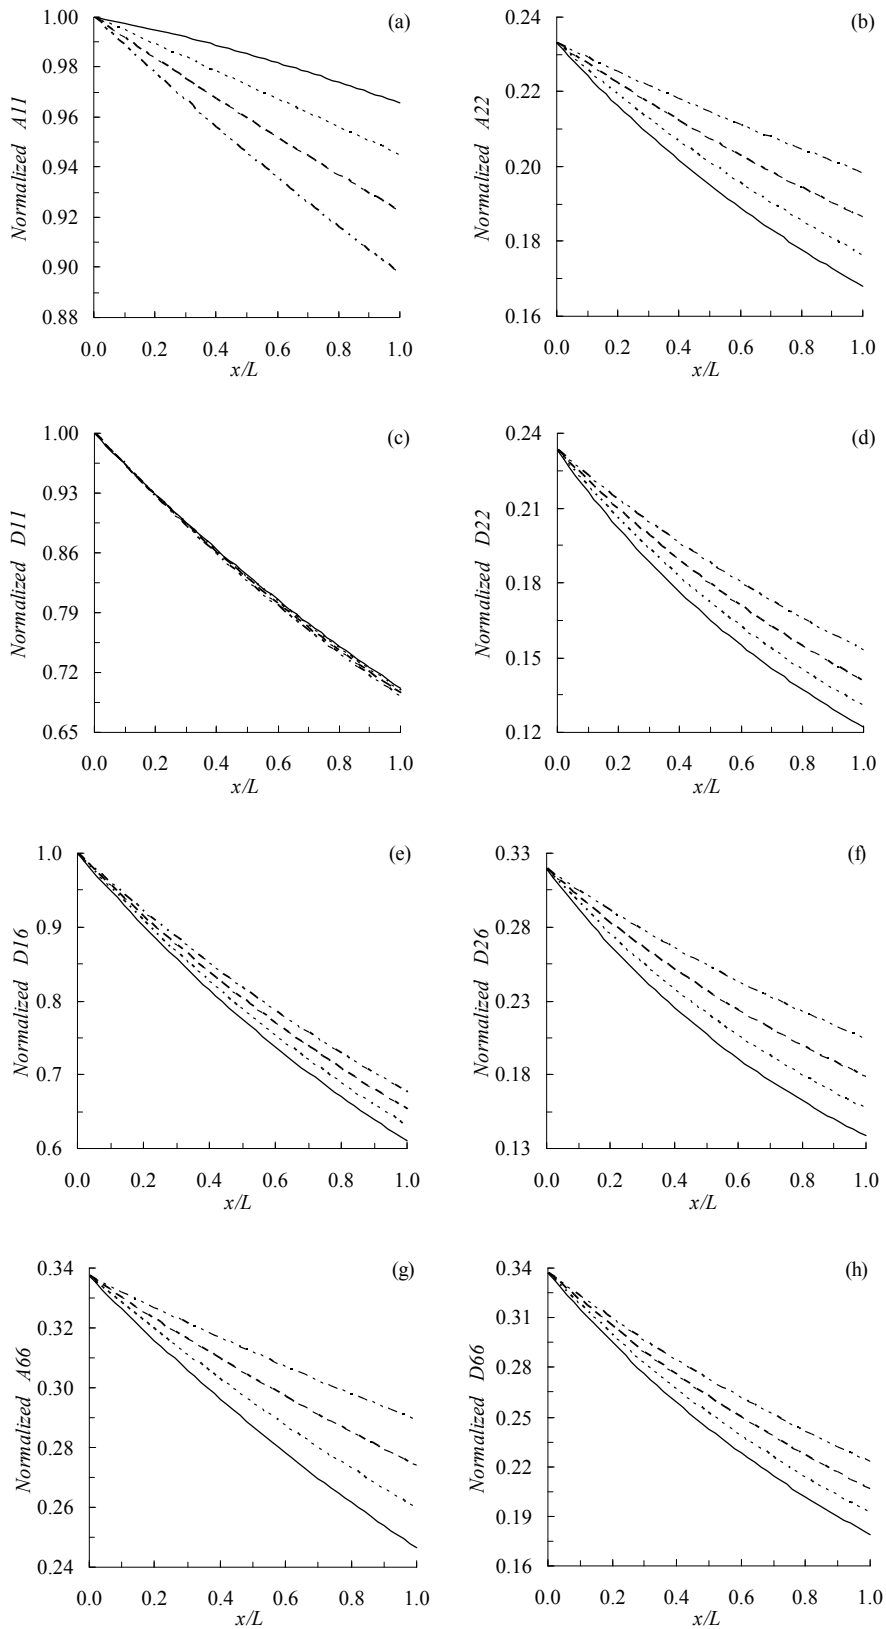 (a)
Normalized A11
1.00
0.98
0.96
0.94
0.92
0.90
0.88
0.0 0.2 0.4 0.6 0.8 1.0
x/L
(b)
Normalized A22
0.24
0.22
0.20
0.18
0.16
0.0 0.2 0.4 0.6 0.8 1.0
x/L
(c)
Normalized D11
1.00
0.93
0.86
0.79
0.72
0.65
0.0 0.2 0.4 0.6 0.8 1.0
x/L
(d)
Normalized D22
0.24
0.21
0.18
0.15
0.12
0.0 0.2 0.4 0.6 0.8 1.0
x/L
(e)
Normalized D16
1.0
0.9
0.8
0.7
0.6
0.0 0.2 0.4 0.6 0.8 1.0
x/L
(f)
Normalized D26
0.33
0.28
0.23
0.18
0.13
0.0 0.2 0.4 0.6 0.8 1.0
x/L
(g)
Normalized A66
0.34
0.32
0.30
0.28
0.26
0.24
0.0 0.2 0.4 0.6 0.8 1.0
x/L
(h)
Normalized D66
0.34
0.31
0.28
0.25
0.22
0.19
0.16
0.0 0.2 0.4 0.6 0.8 1.0
x/L